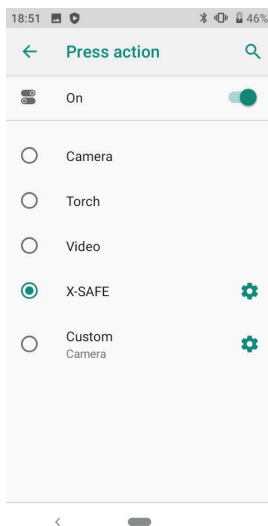 18:51 46%
Press action
On
Camera
Torch
Video
X-SAFE
Custom
Camera